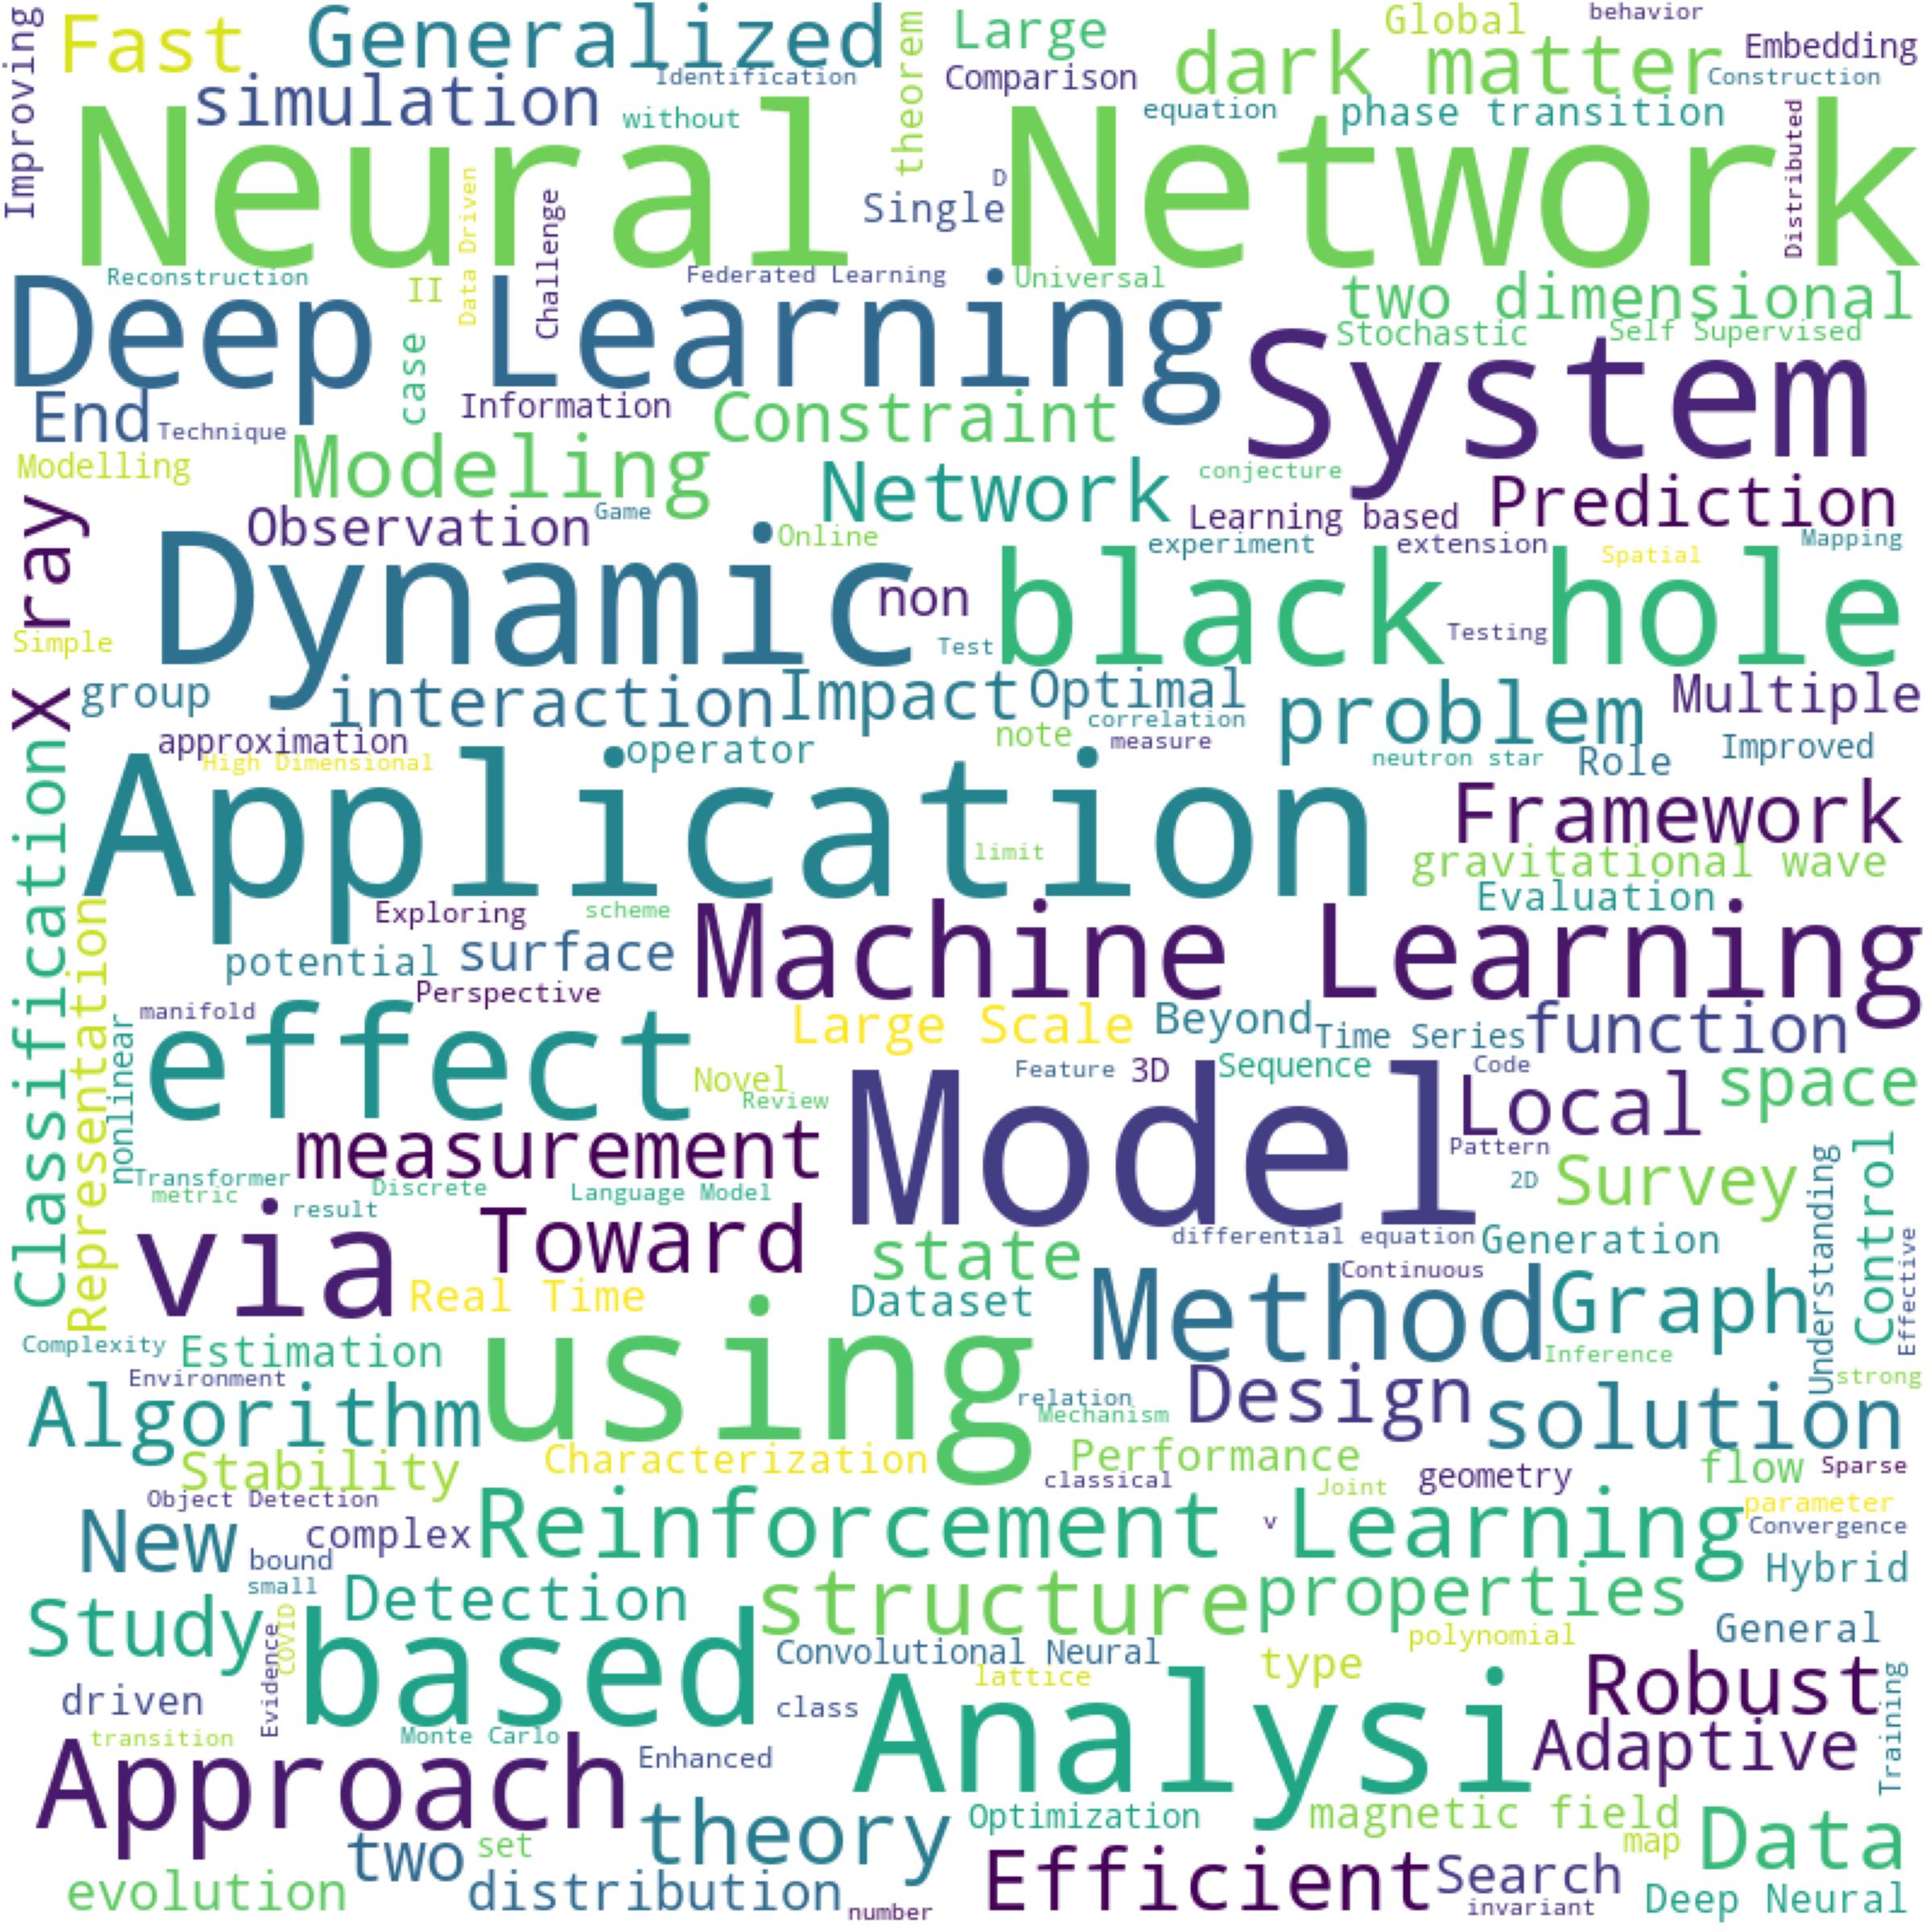 Improving
Fast
Generalized
theorem
Large
Global
behavior
simulation
Identification
Comparison
dark matter
Embedding
Construction
without
equation
phase transition
Neural Network
Data Driven
Challenge
Single
D
Distributed
Reconstruction
II
Federated Learning
Universal
two dimensional
Deep Learning
case
Stochastic
Self Supervised
System
End
Technique
Information
Constraint
Modelling
Modeling
Network
conjecture
Prediction
X ray
Observation
Game
Online
Learning based
experiment
extension
Spatial
Mapping
Dynamic
non
black hole
Simple
Test
Testing
group
interaction
Impact
Optimal
correlation
problem
Multiple
approximation
High Dimensional
operator
note
measure
neutron star
Role
Improved
Classification
Application
limit
Framework
gravitational wave
Evaluation
Representation
Exploring
scheme
potential
surface
Machine Learning
Perspective
manifold
nonlinear
effect
Large Scale
Beyond
Time Series
function
Novel
Review
Feature
3D
Sequence
Code
Local
space
measurement
Model
Pattern
Transformer
metric
Discrete
Language Model
2D
Survey
Understanding
Control
result
via
Toward
state
differential equation
Generation
Effective
Real Time
Dataset
Continuous
Method
Graph
Complexity
Estimation
using
Inference
Environment
strong
Algorithm
relation
Mechanism
Design
solution
Stability
Characterization
Performance
classical
geometry
flow
Sparse
Object Detection
Joint
parameter
New
complex
Reinforcement Learning
v
Convergence
bound
small
Hybrid
Study
Detection
structure
properties
General
COVID
Evidence
based
Convolutional Neural
polynomial
lattice
type
Robust
driven
class
Analysi
Training
transition
Monte Carlo
Adaptive
Approach
Enhanced
theory
Optimization
magnetic field
two
set
map
Data
evolution
distribution
number
Efficient
Search
invariant
Deep Neural